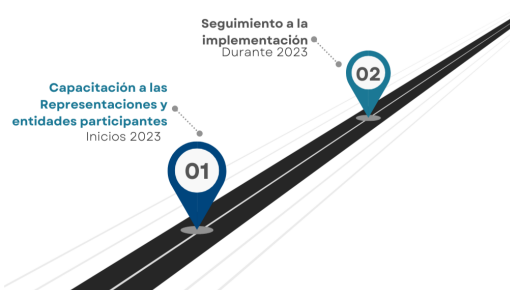 Seguimiento a la
implementación
Durante 2023
02
Capacitación a las
Representaciones y
entidades participantes
Inicios 2023
01